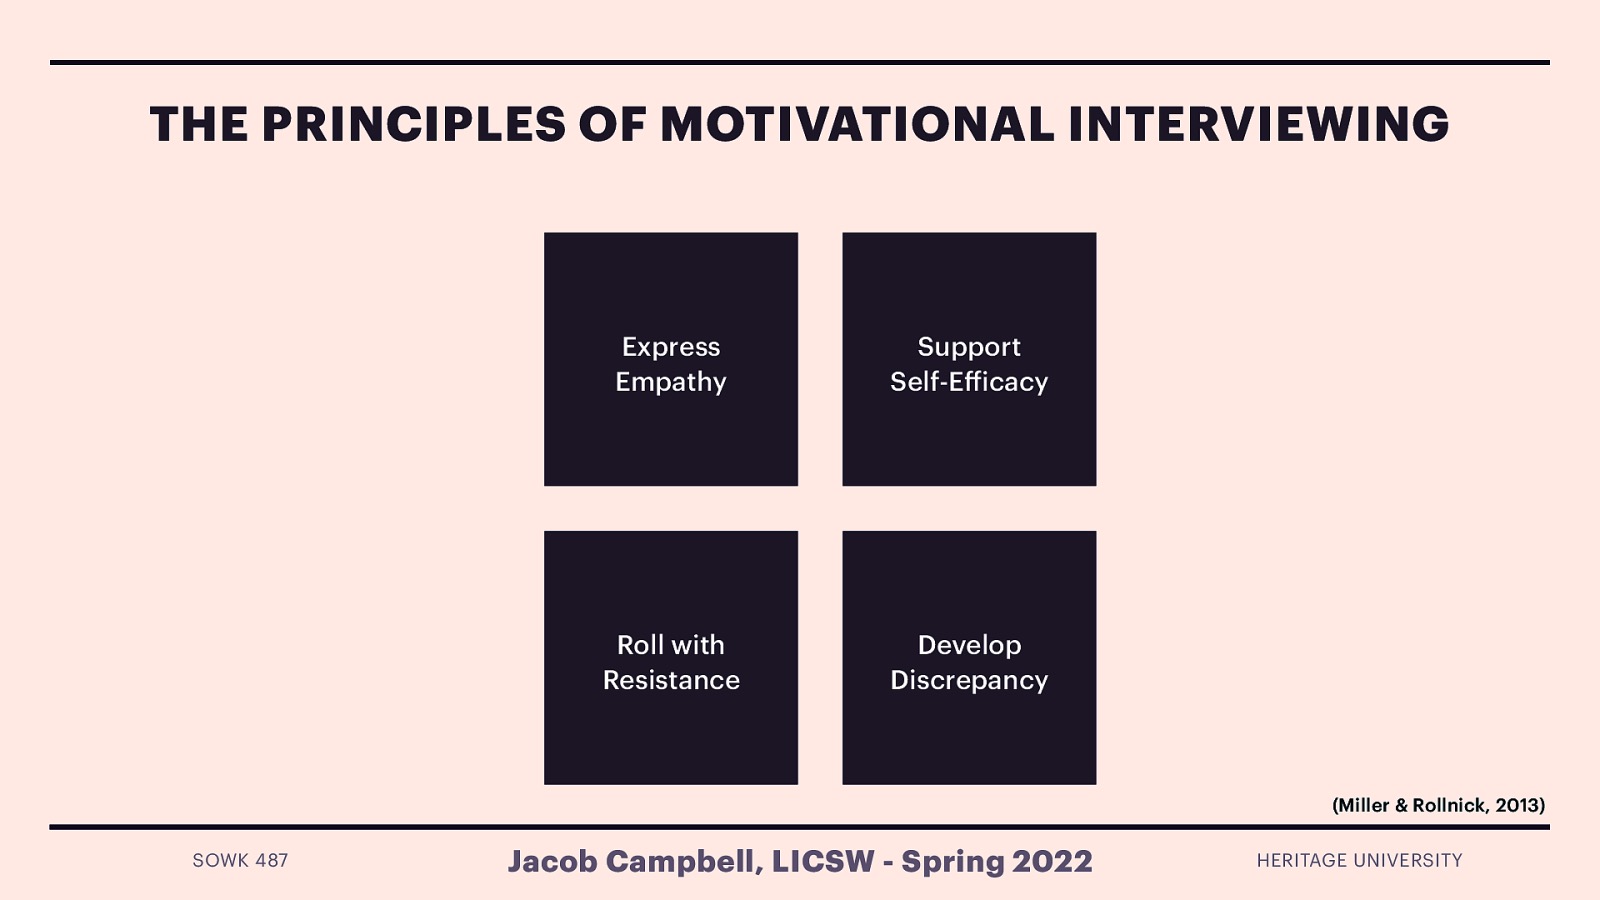 THE PRINCIPLES OF MOTIVATIONAL INTERVIEWING
Express
Empathy
Support
Self-Efficacy
Roll with
Resistance
Develop
Discrepancy
(Miller & Rollnick, 2013)
SOWK 487
Jacob Campbell, LICSW - Spring 2022
HERITAGE UNIVERSITY